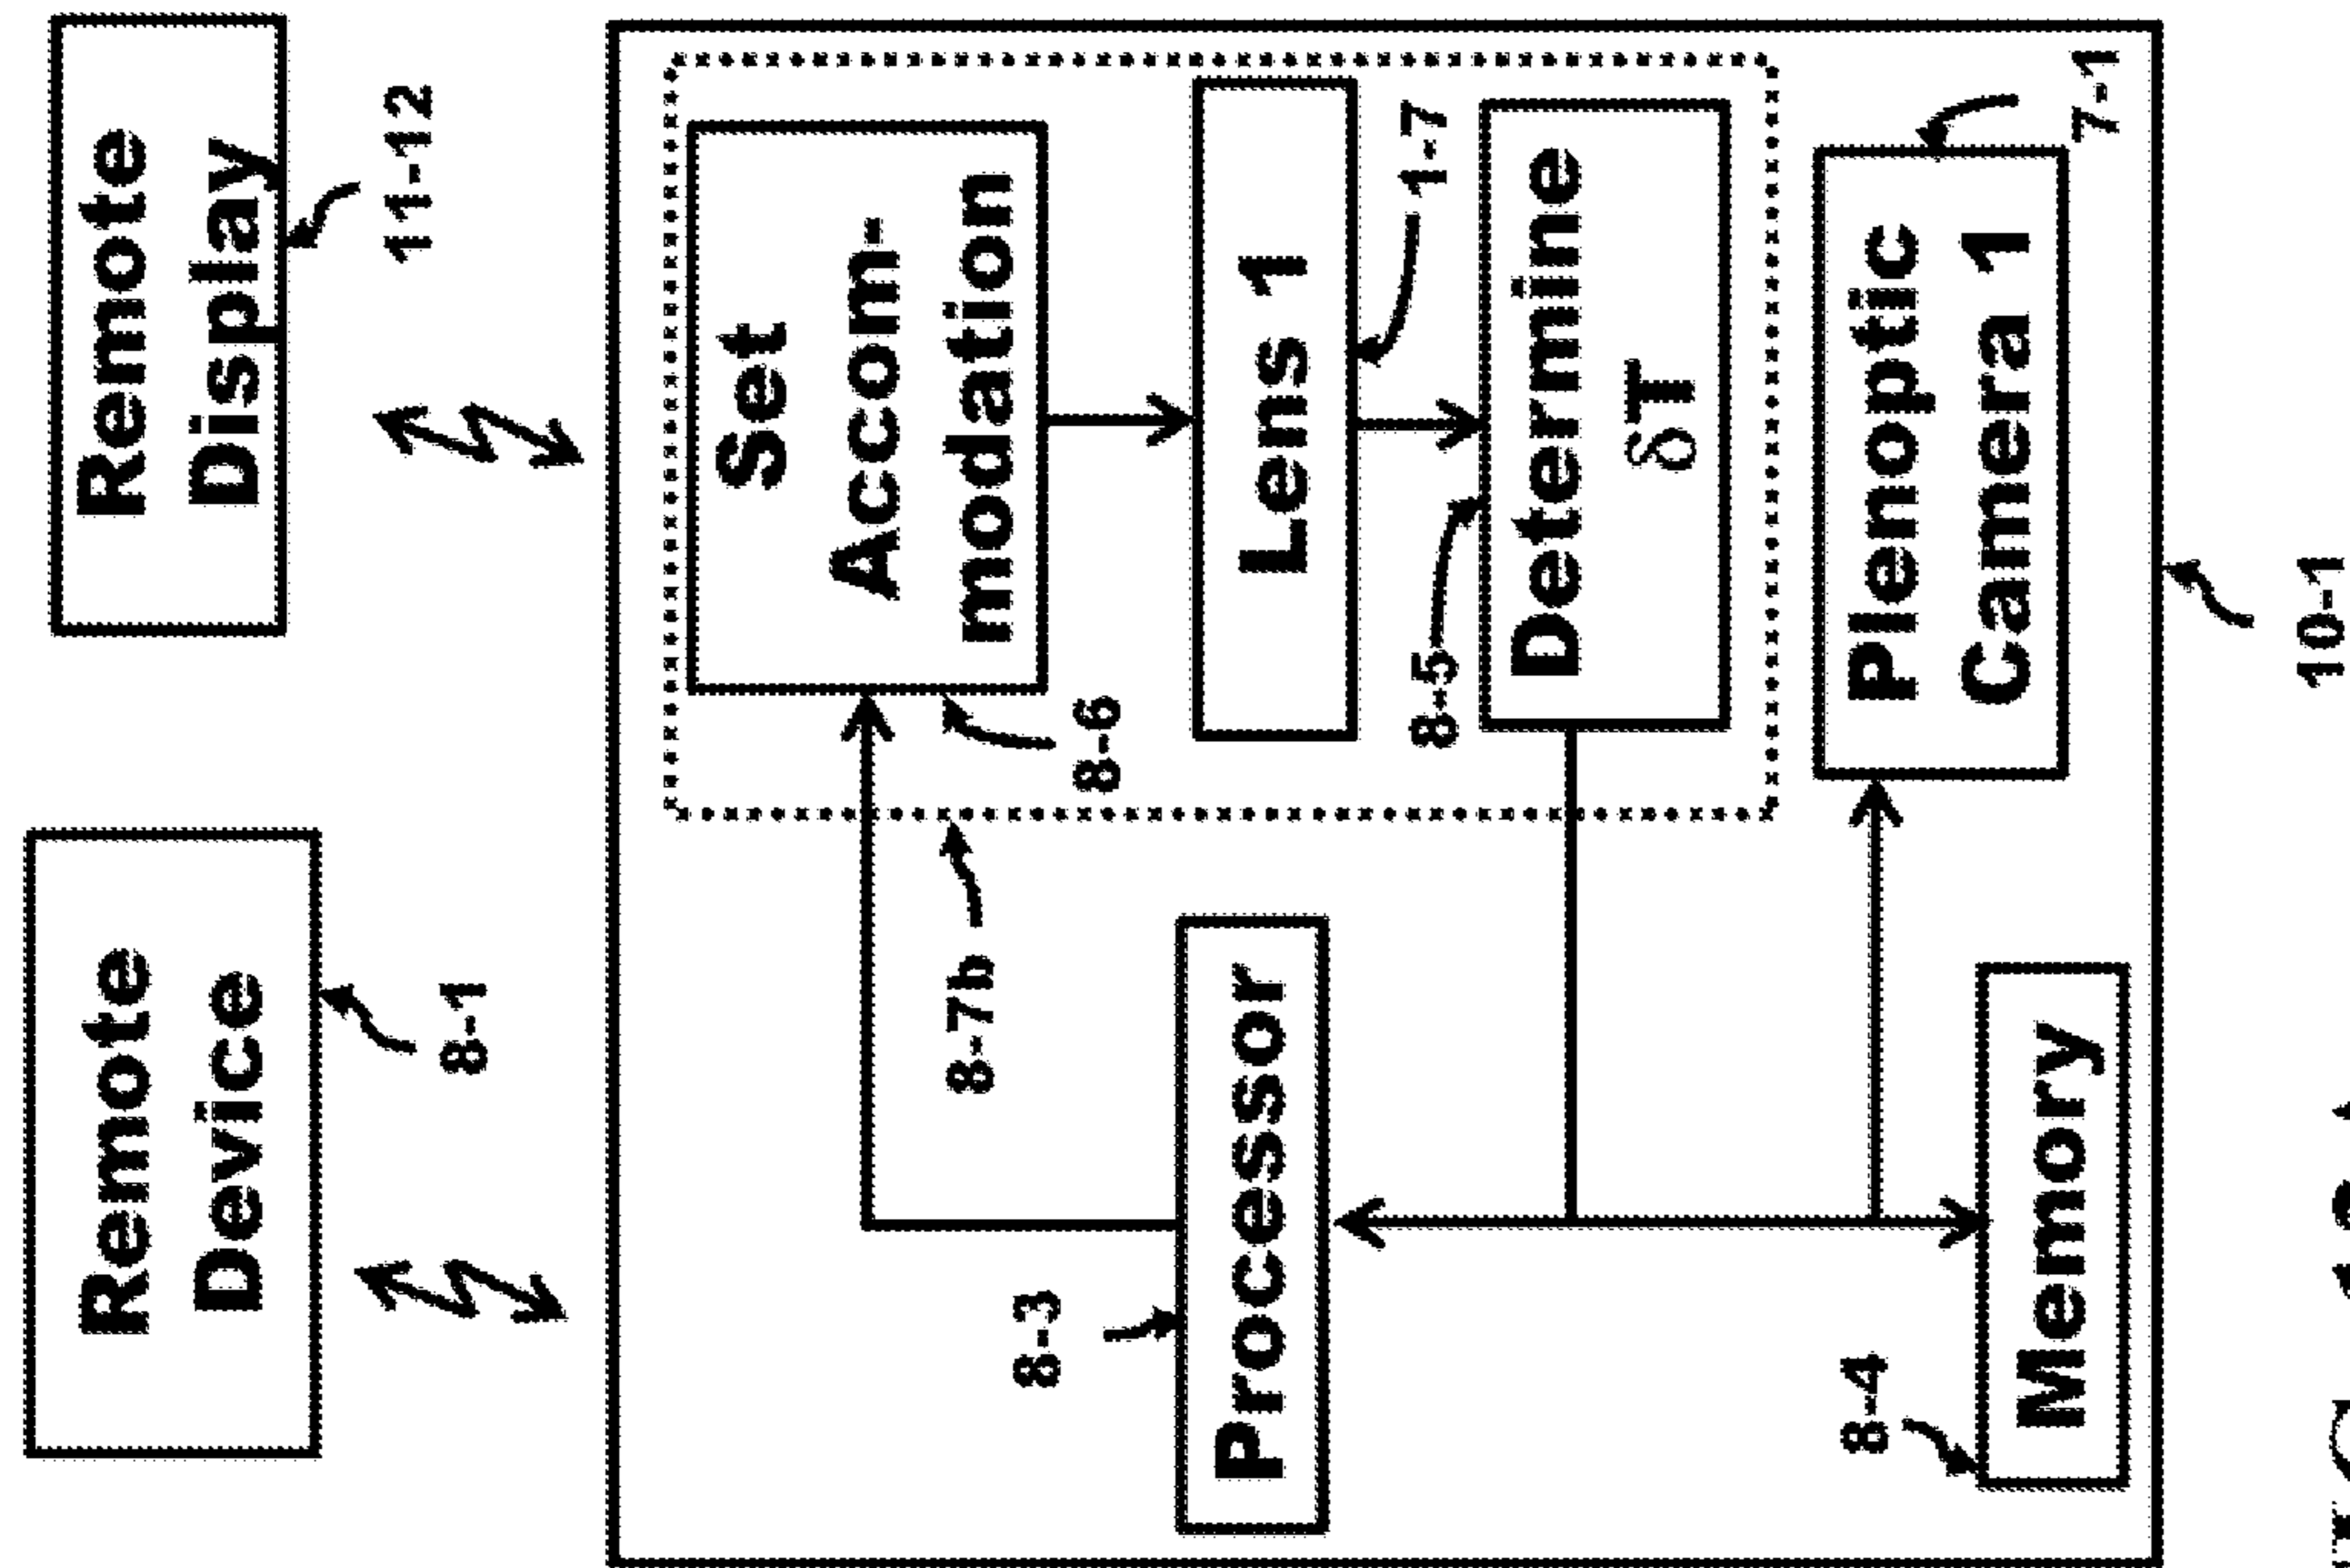 Remote
Device
Remote
Display
8-1
11-12
Set
Accom-
modation
8-7b
8-3
8-6
Processor
Lens 1
1-7
8-5
Determine
δT
8-4
Plenoptic
Camera 1
Memory
7-1
10-1